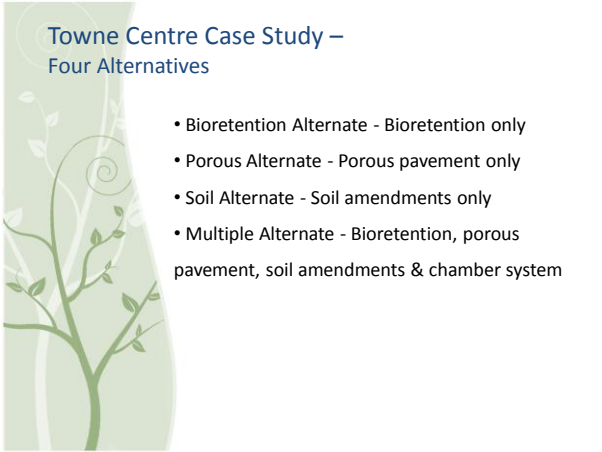 Towne Centre Case Study –
Four Alternatives
• Bioretention Alternate - Bioretention only
• Porous Alternate - Porous pavement only
• Soil Alternate - Soil amendments only
• Multiple Alternate - Bioretention, porous
pavement, soil amendments & chamber system